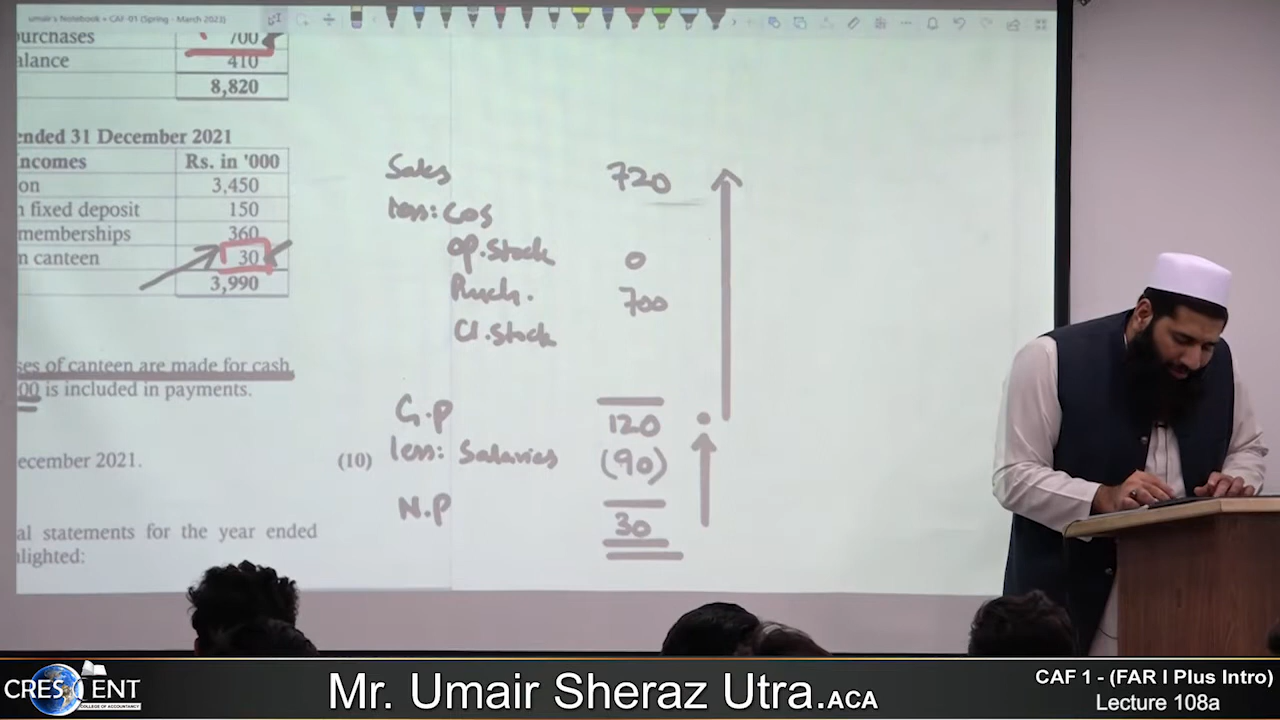 umair's Notebook • CAF-01 (Spring - March 2023)
urchases 700
alance 410
8,820
ended 31 December 2021
incomes Rs. in '000
on 3,450
n fixed deposit 150
memberships 360
n canteen 30
3,990
ses of canteen are made for cash.
00 is included in payments.
ecember 2021. (10)
al statements for the year ended
hlighted:
Sales 720
less: COS
OP. Stock 0
Purch. 700
Cl. Stock
G.P 120
less: Salaries (90)
N.P 30
CRESCENT
COLLEGE OF ACCOUNTANCY
Mr. Umair Sheraz Utra.ACA
CAF 1 - (FAR I Plus Intro)
Lecture 108a